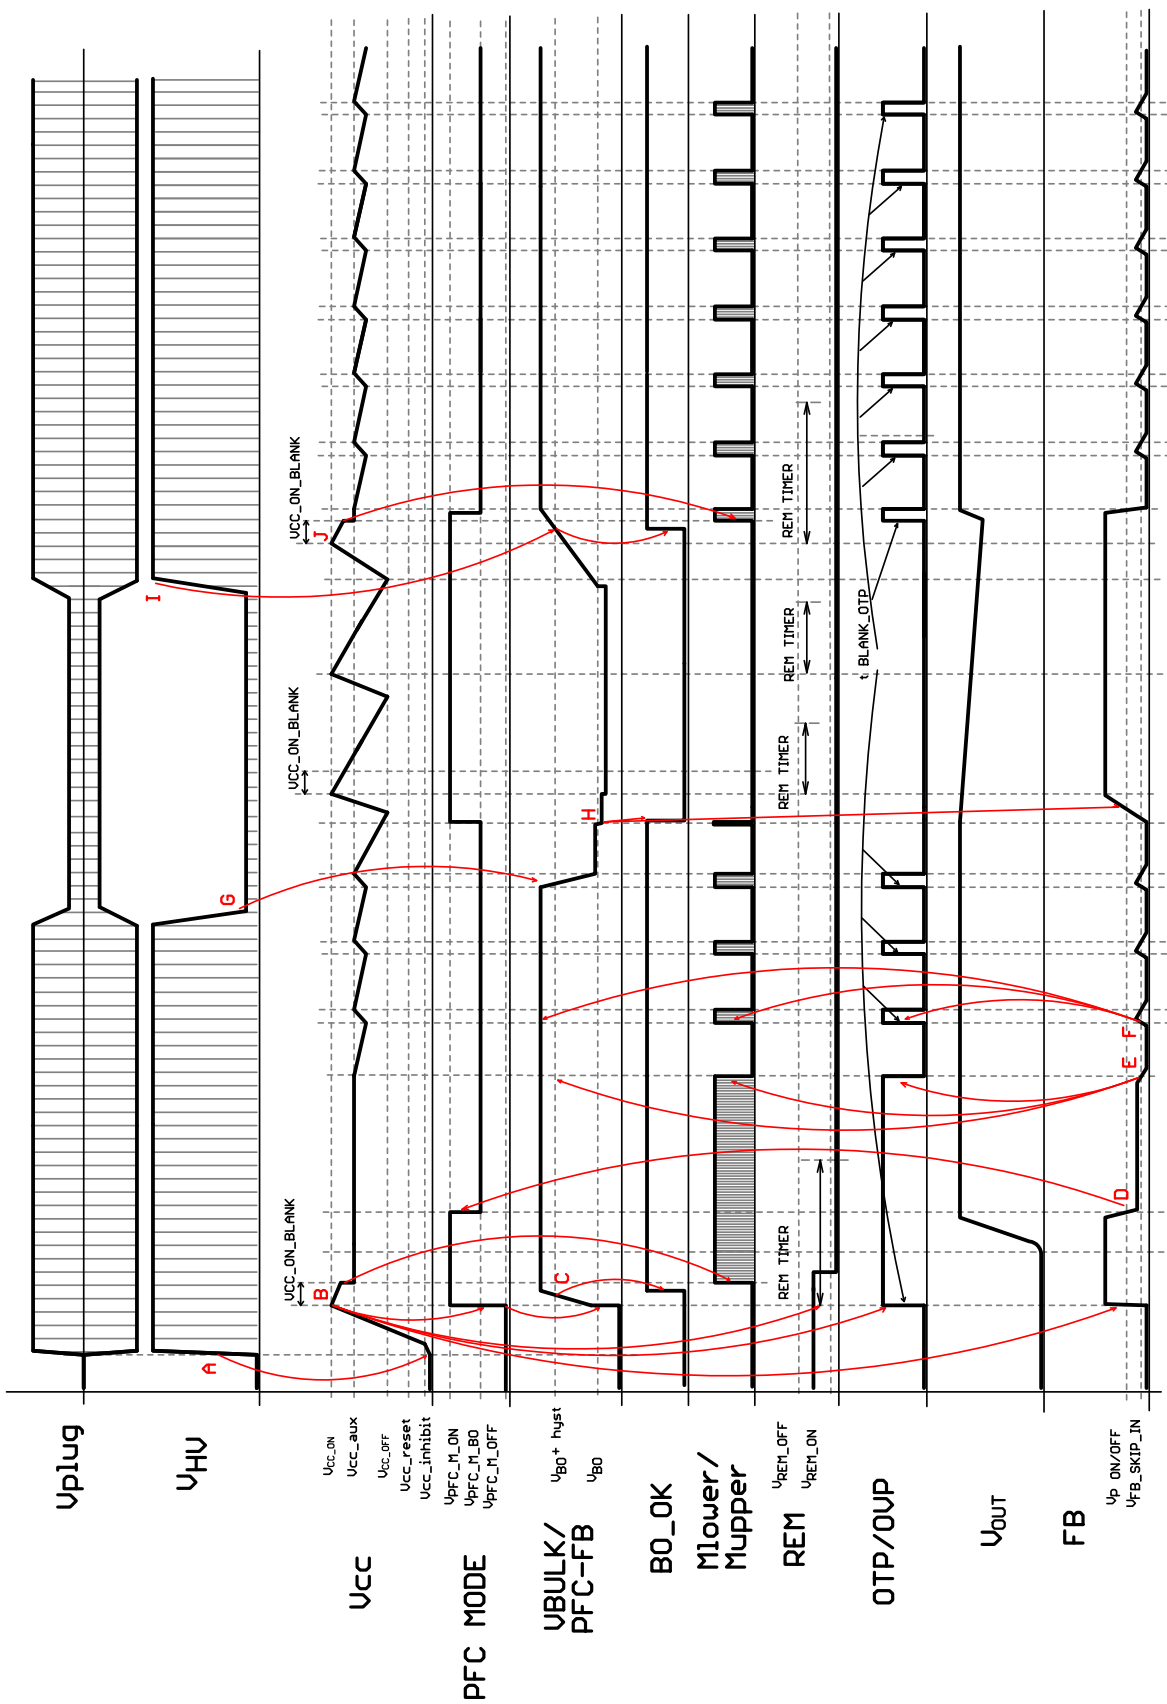 Vplug
VHV
Vcc
VCC_ON
Vcc_aux
VCC_OFF
Vcc_reset
Vcc_inhibit
PFC MODE
VPFC_M_ON
VPFC_M_BO
VPFC_M_OFF
VBULK/
PFC-FB
VBO+ hyst
VBO
BO_OK
Mlower/
Mupper
REM
VREM_OFF
VREM_ON
OTP/OVP
VOUT
FB
VP ON/OFF
VFB_SKIP_IN
A
B
C
D
E
F
G
H
I
J
VCC_ON_BLANK
VCC_ON_BLANK
VCC_ON_BLANK
REM TIMER
REM TIMER
REM TIMER
REM TIMER
t BLANK_OTP